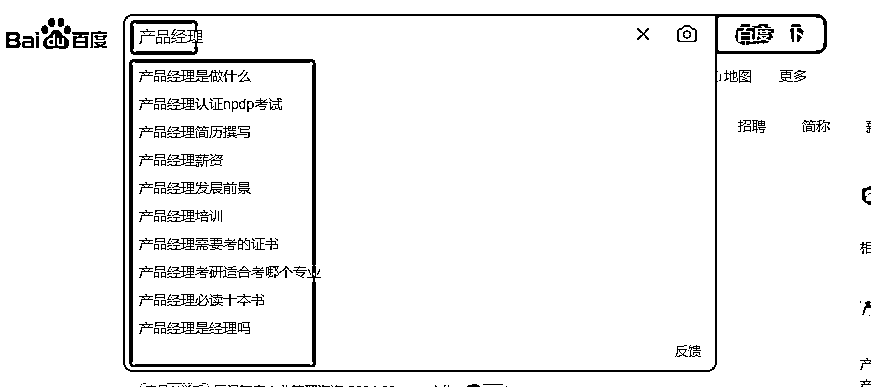 Bai du 百度
产品经理
百度一下
产品经理是做什么
地图 更多
产品经理认证npdp考试
产品经理简历撰写
招聘 简称
产品经理薪资
产品经理发展前景
产品经理培训
产品经理需要考的证书
产品经理考研适合考哪个专业
产品经理必读十本书
产品经理是经理吗
反馈